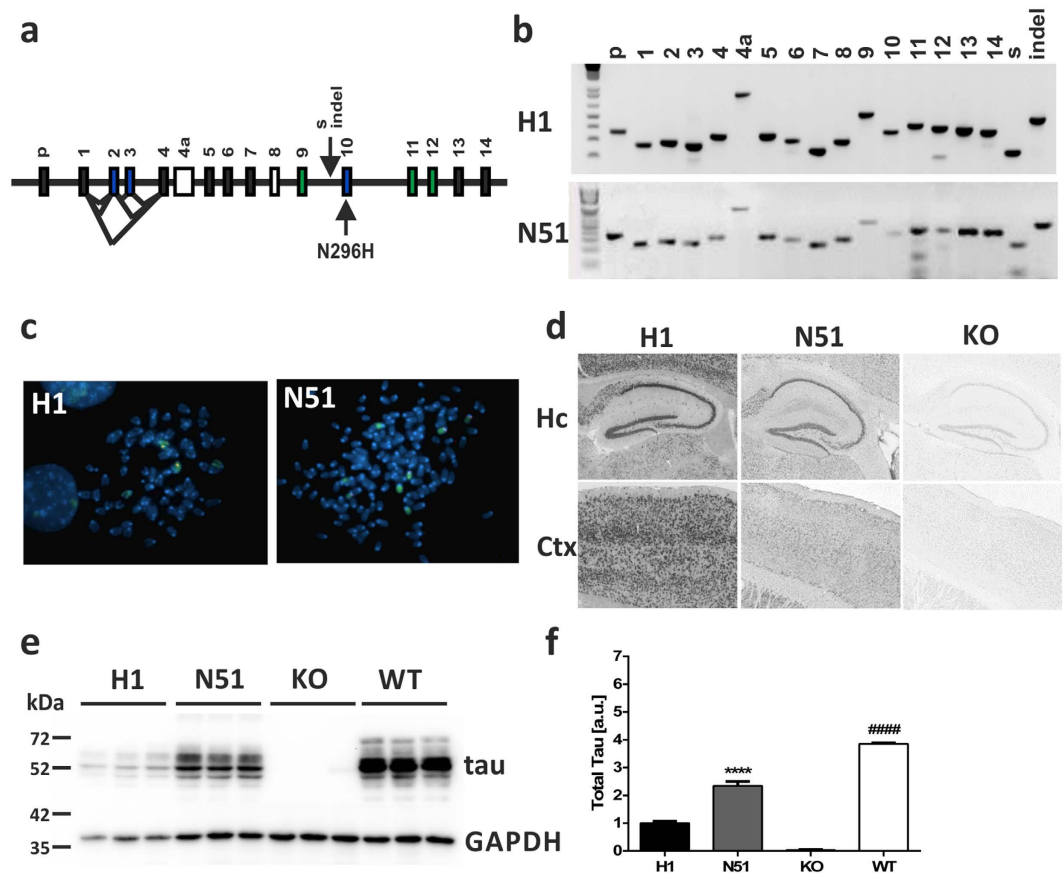 a
s
indel
p
1
2
3
4
4a
5
6
7
8
9
10
11
12
13
14
N296H
b
p
1
2
3
4
4a
5
6
7
8
9
10
11
12
13
14
s
indel
H1
N51
c
H1
N51
d
H1 N51 KO
Hc
Ctx
e
H1 N51 KO WT
kDa
72
52
42
35
tau
GAPDH
f
Total Tau [a.u.]
7
6
5
4
3
2
1
0
****
####
H1 N51 KO WT